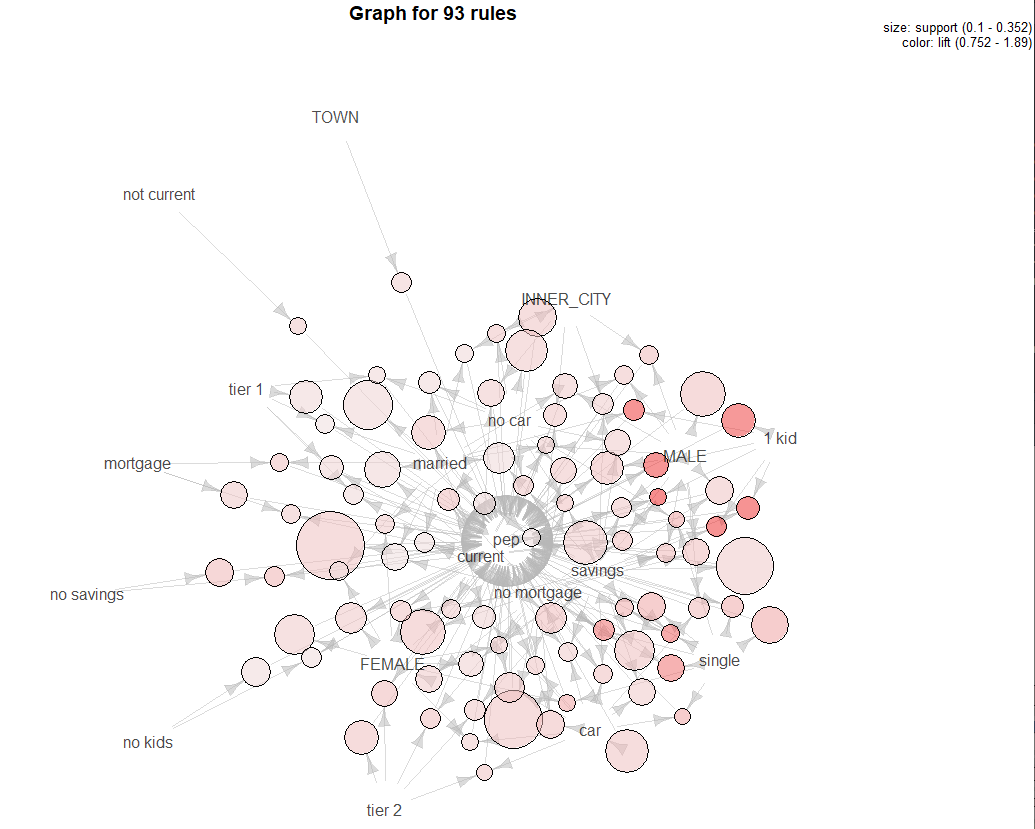 Graph for 93 rules
size: support (0.1 - 0.352)
color: lift (0.752 - 1.89)
TOWN
not current
INNER_CITY
tier 1
no car
1 kid
mortgage
married
MALE
pep
current
savings
no savings
no mortgage
FEMALE
single
no kids
car
tier 2